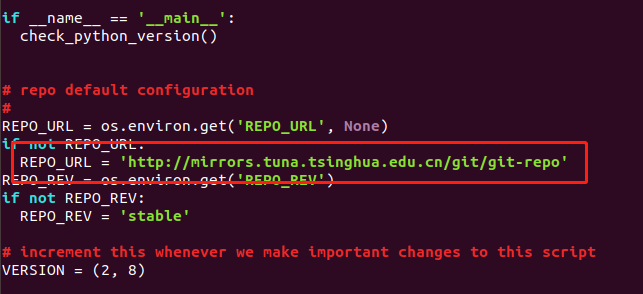 if __name__ == '__main__':
  check_python_version()
# repo default configuration
#
REPO_URL = os.environ.get('REPO_URL', None)
if not REPO_URL:
  REPO_URL = 'http://mirrors.tuna.tsinghua.edu.cn/git/git-repo'
REPO_REV = os.environ.get('REPO_REV')
if not REPO_REV:
  REPO_REV = 'stable'
# increment this whenever we make important changes to this script
VERSION = (2, 8)